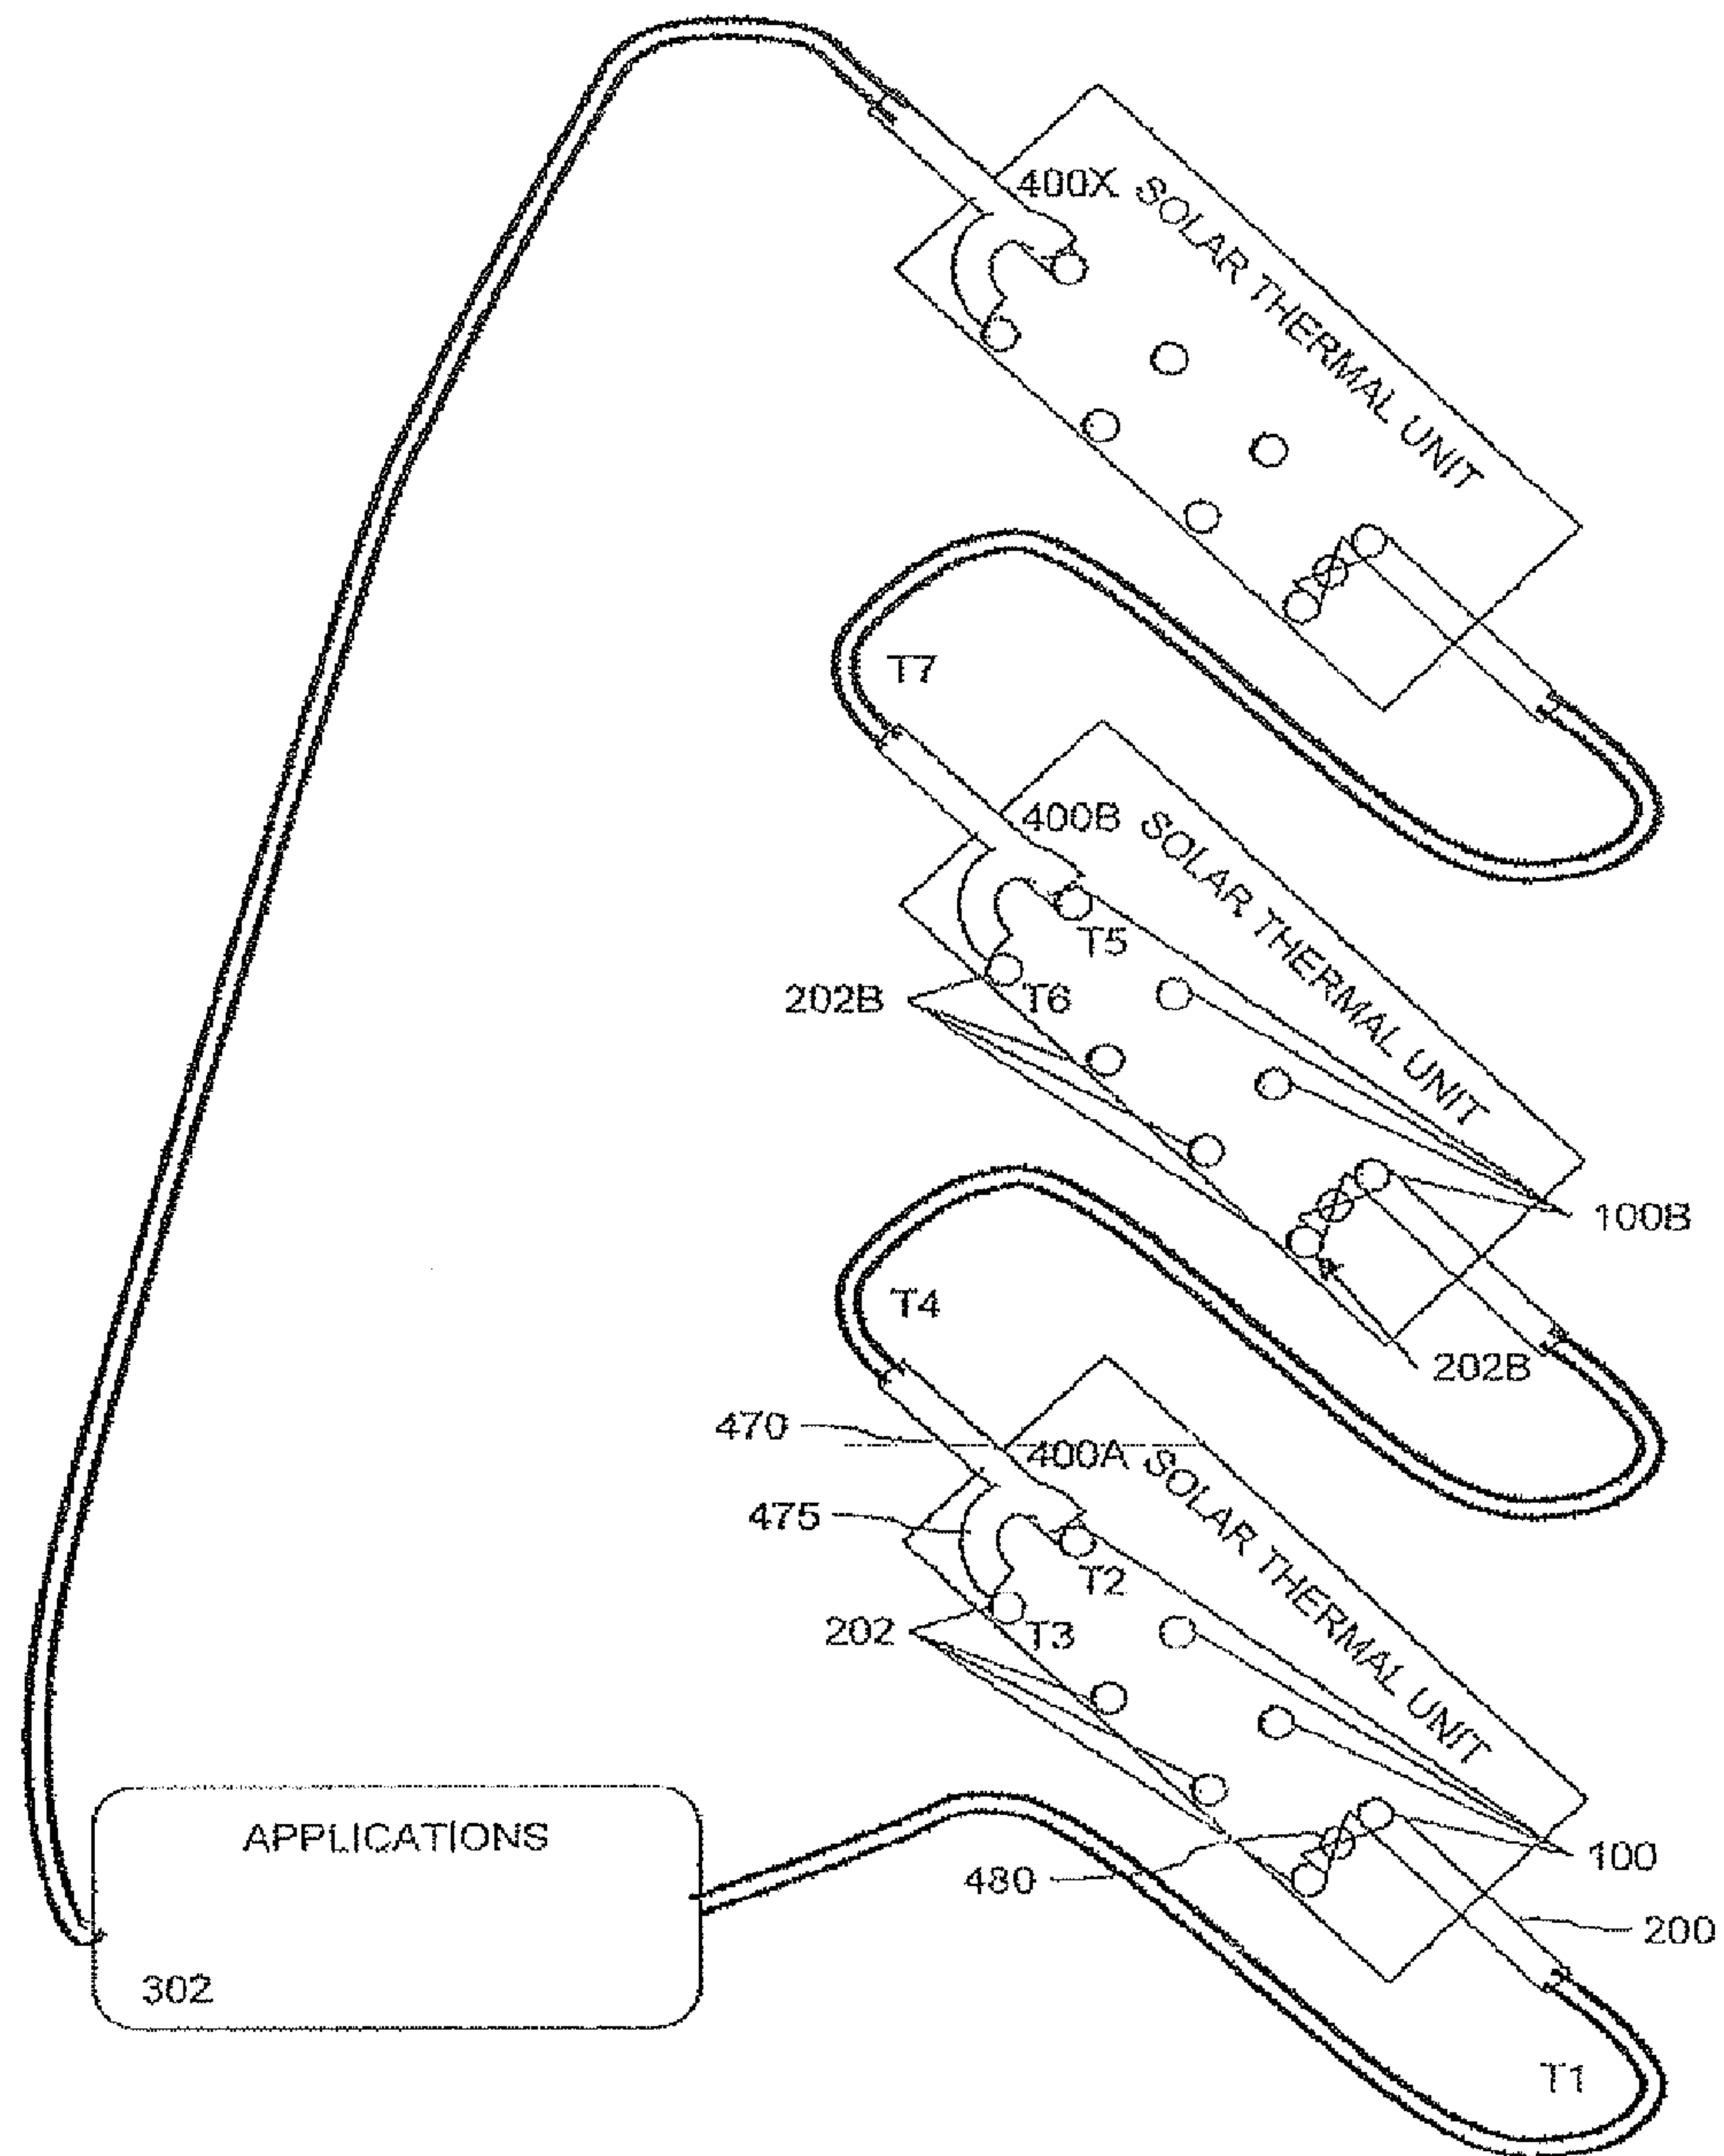 400X SOLAR THERMAL UNIT
T7
400B SOLAR THERMAL UNIT
T5
T6
202B
100B
T4
202B
470
400A SOLAR THERMAL UNIT
475
T2
202
T3
APPLICATIONS
480
100
200
302
T1